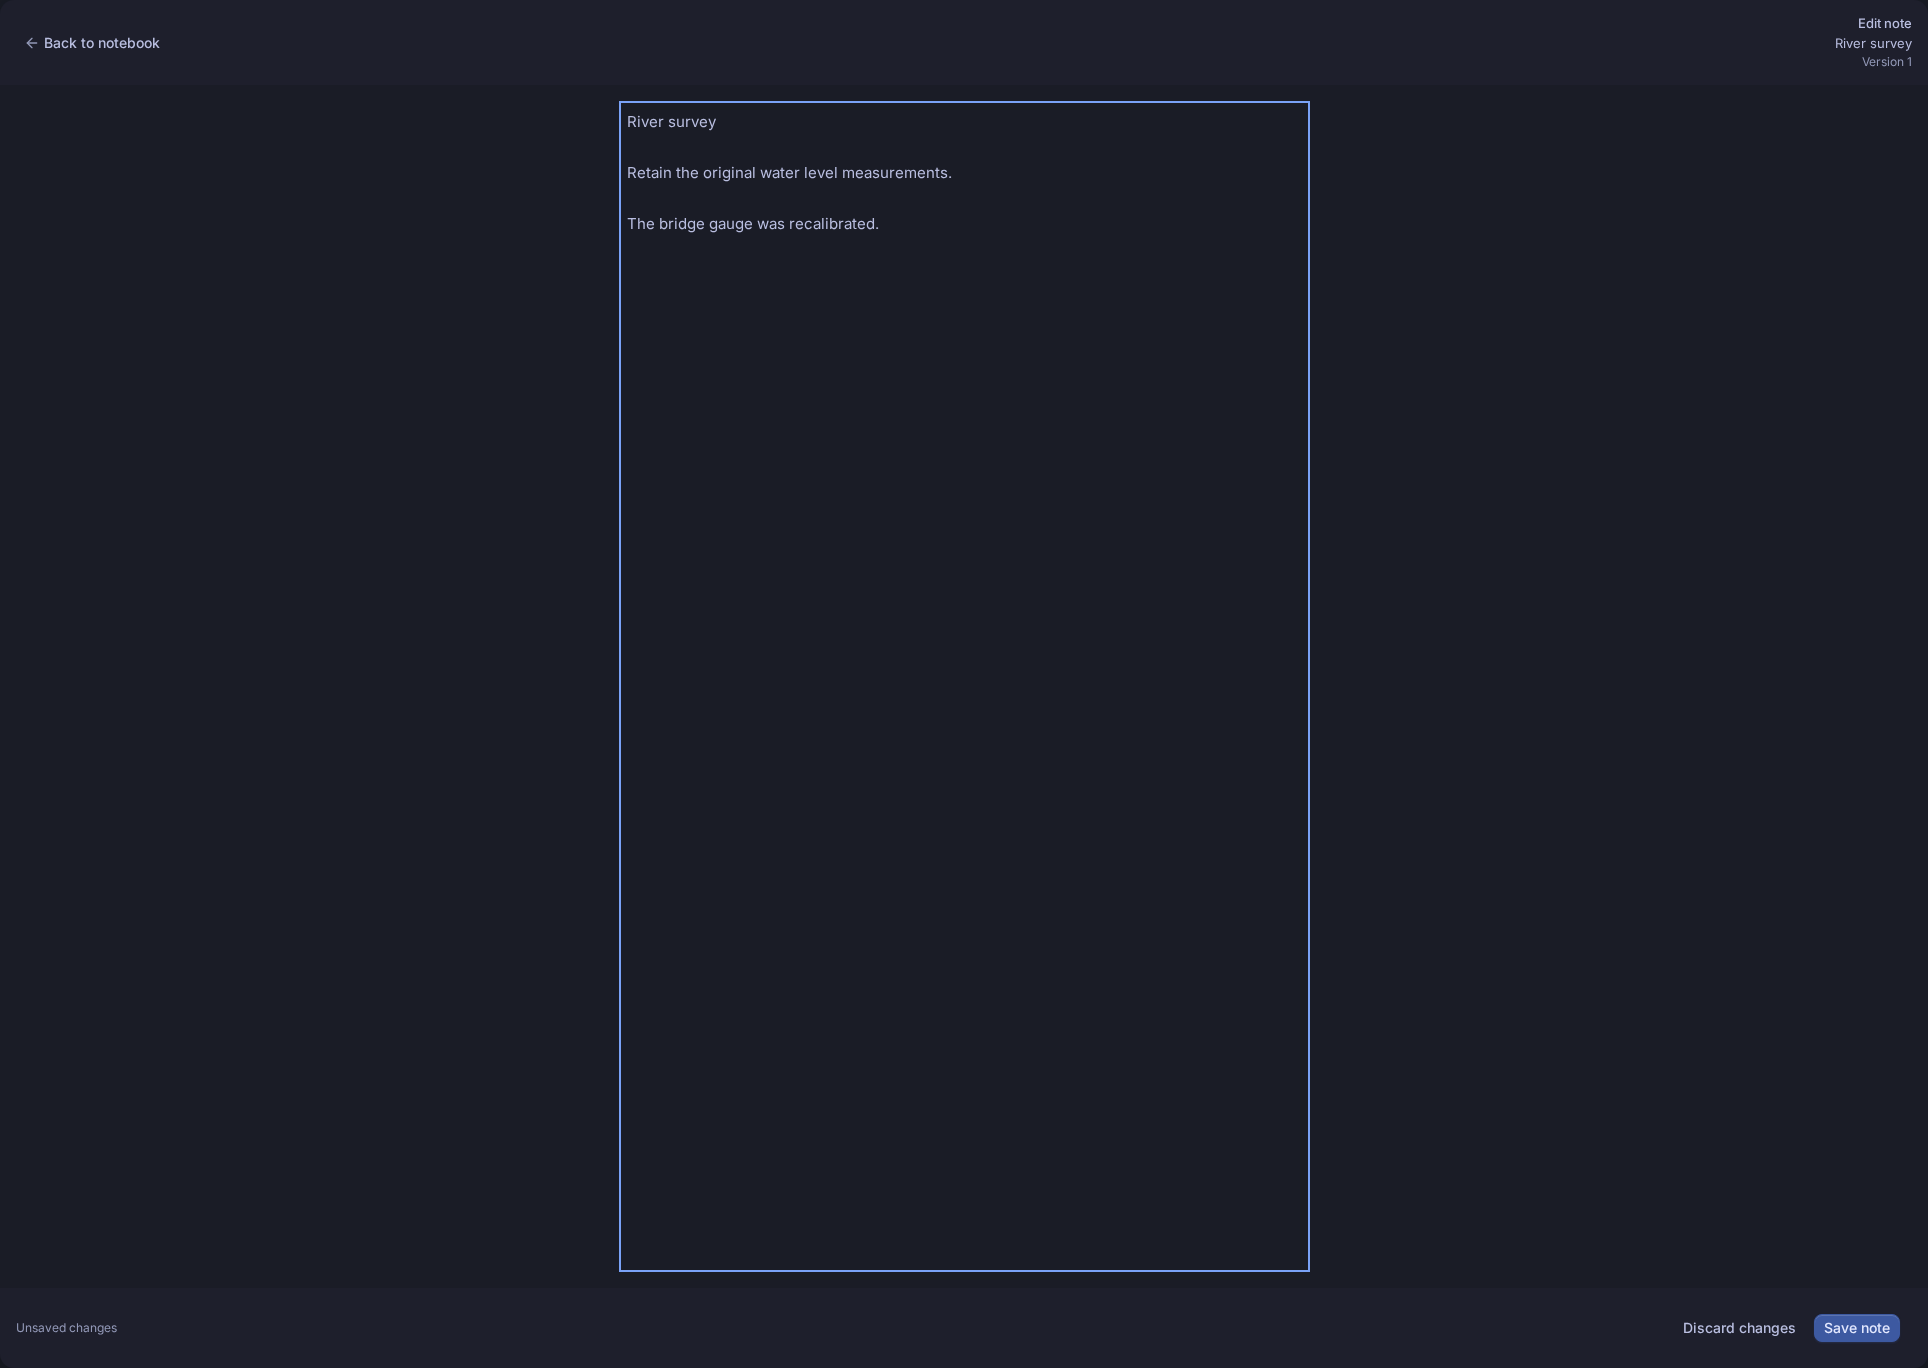 Back to notebook
Edit note
River survey
Version 1
River survey
Retain the original water level measurements.
The bridge gauge was recalibrated.
Unsaved changes
Discard changes
Save note